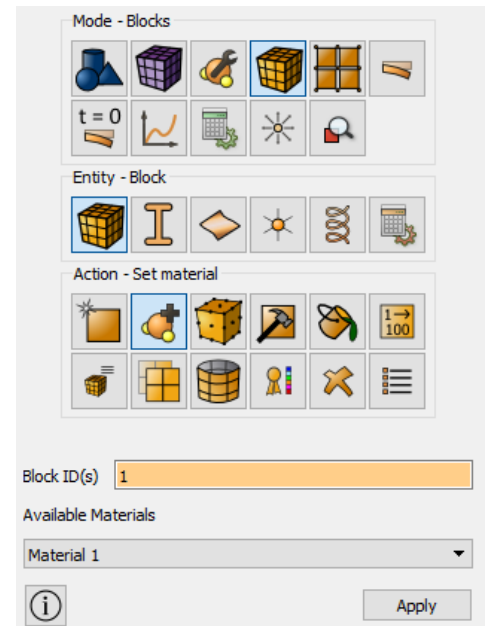 Mode - Blocks
t = 0
Entity - Block
Action - Set material
1→
100
Block ID(s) 1
Available Materials
Material 1
i
Apply